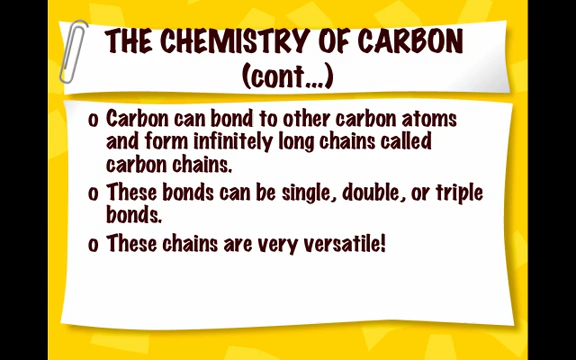 THE CHEMISTRY OF CARBON
(cont...)
o Carbon can bond to other carbon atoms
and form infinitely long chains called
carbon chains.
o These bonds can be single, double, or triple
bonds.
o These chains are very versatile!